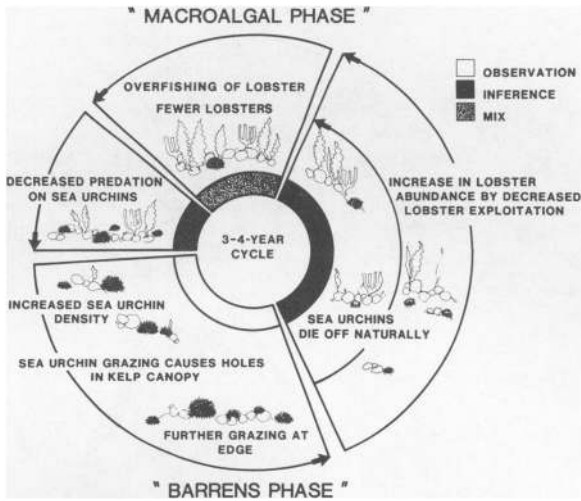 " MACROALGAL PHASE "
OBSERVATION
INFERENCE
MIX
OVERFISHING OF LOBSTER
FEWER LOBSTERS
DECREASED PREDATION
ON SEA URCHINS
INCREASE IN LOBSTER
ABUNDANCE BY DECREASED
LOBSTER EXPLOITATION
3-4-YEAR
CYCLE
INCREASED SEA URCHIN
DENSITY
SEA URCHINS
DIE OFF NATURALLY
SEA URCHIN GRAZING CAUSES HOLES
IN KELP CANOPY
FURTHER GRAZING AT
EDGE
" BARRENS PHASE "